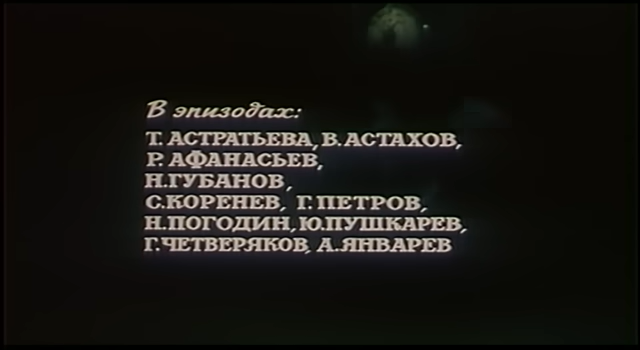 В эпизодах:
Т. АСТРАТЬЕВА, В. АСТАХОВ,
Р. АФАНАСЬЕВ,
Н. ГУБАНОВ,
С. КОРЕНЕВ, Г. ПЕТРОВ,
Н. ПОГОДИН, Ю. ПУШКАРЕВ,
Г. ЧЕТВЕРЯКОВ, А. ЯНВАРЕВ